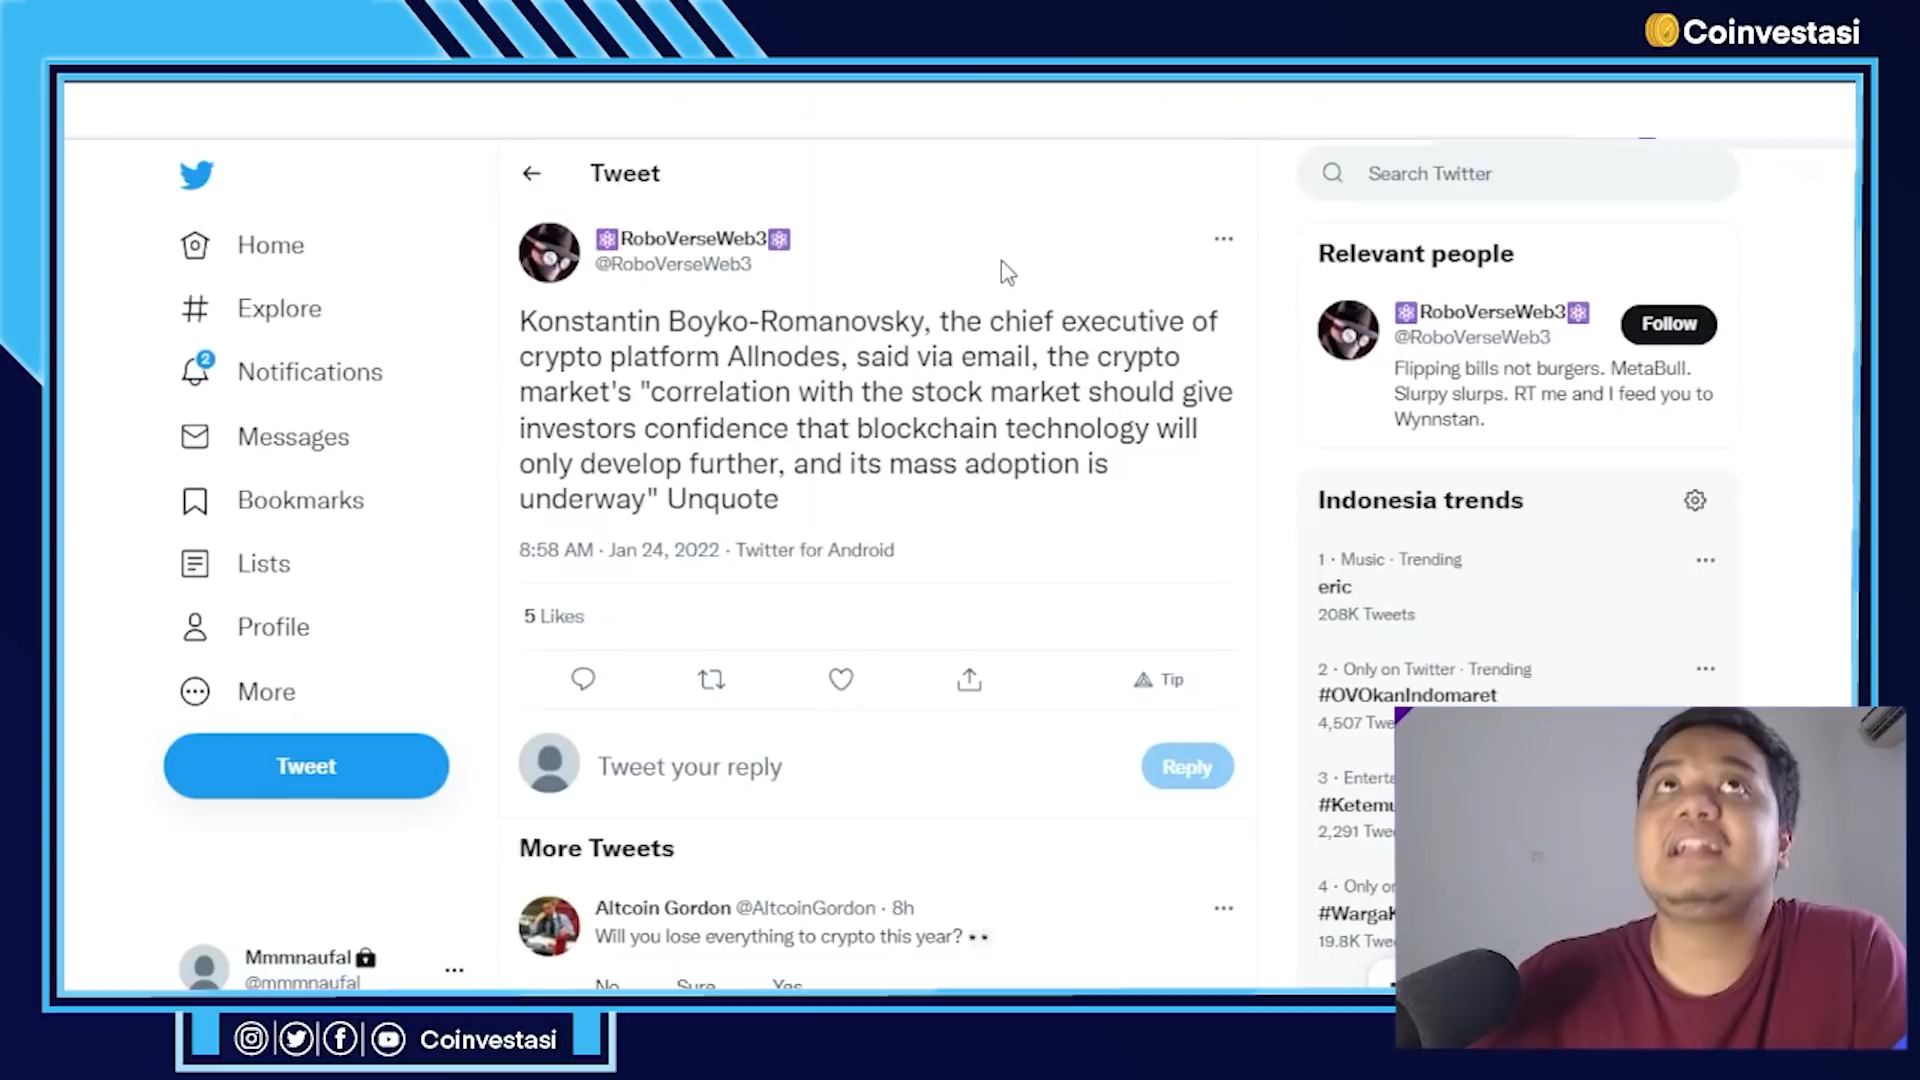 Coinvestasi
Tweet
Search Twitter
RoboVerseWeb3
@RoboVerseWeb3
Home
Explore
2
Notifications
Messages
Bookmarks
Lists
Profile
More
Tweet
Konstantin Boyko-Romanovsky, the chief executive of
crypto platform Allnodes, said via email, the crypto
market's "correlation with the stock market should give
investors confidence that blockchain technology will
only develop further, and its mass adoption is
underway" Unquote
8:58 AM · Jan 24, 2022 · Twitter for Android
5 Likes
Tip
Tweet your reply
Reply
More Tweets
Altcoin Gordon @AltcoinGordon · 8h
Will you lose everything to crypto this year? 👀
No Sure Yes
Relevant people
RoboVerseWeb3
@RoboVerseWeb3
Follow
Flipping bills not burgers. MetaBull.
Slurpy slurps. RT me and I feed you to
Wynnstan.
Indonesia trends
1 · Music · Trending
eric
208K Tweets
2 · Only on Twitter · Trending
#OVOkanIndomaret
4,507 Twe
3 · Enterta
#Ketemu
2,291 Twee
4 · Only or
#WargaK
19.8K Twe
Mmmnaufal
@mmmnaufal
Coinvestasi